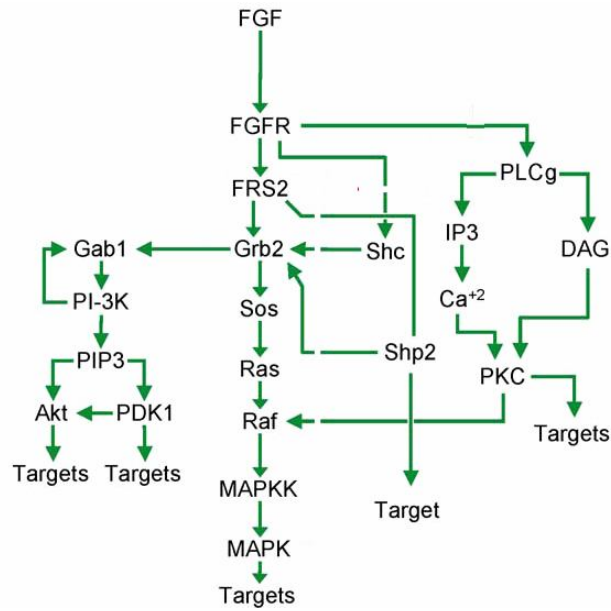 FGF
FGFR
PLCg
FRS2
IP3
DAG
Gab1
Grb2
Shc
Ca+2
PI-3K
Sos
PIP3
Ras
Shp2
PKC
Akt
PDK1
Raf
Targets
Targets
Targets
MAPKK
Target
MAPK
Targets